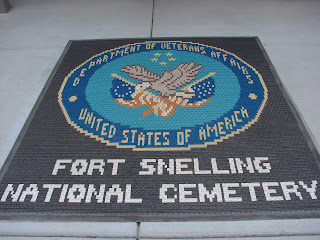 DEPARTMENT OF VETERANS AFFAIRS
UNITED STATES OF AMERICA
FORT SNELLING
NATIONAL CEMETERY